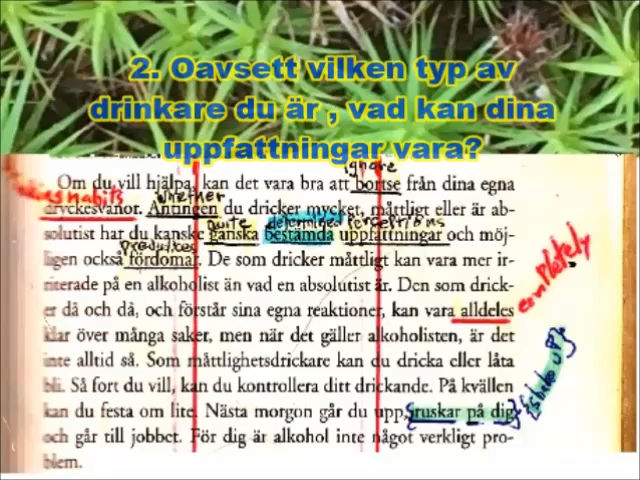 2. Oavsett vilken typ av
drinkare du är , vad kan dina
uppfattningar vara?
ignore
Om du vill hjälpa, kan det vara bra att bortse från dina egna
habits whether
dryckesvanor. Antingen du dricker mycket, måttligt eller är ab-
quite determined perceptions
solutist har du kanske ganska bestämda uppfattningar och möj-
Prejudices
ligen också fördomar. De som dricker måttligt kan vara mer ir-
riterade på en alkoholist än vad en absolutist är. Den som drick-
er då och då, och förstår sina egna reaktioner, kan vara alldeles
completely
klar över många saker, men när det gäller alkoholisten, är det
inte alltid så. Som måttlighetsdrickare kan du dricka eller låta
bli. Så fort du vill, kan du kontrollera ditt drickande. På kvällen
kan du festa om lite. Nästa morgon går du upp, ruskar på dig
{shake up}
och går till jobbet. För dig är alkohol inte något verkligt pro-
blem.